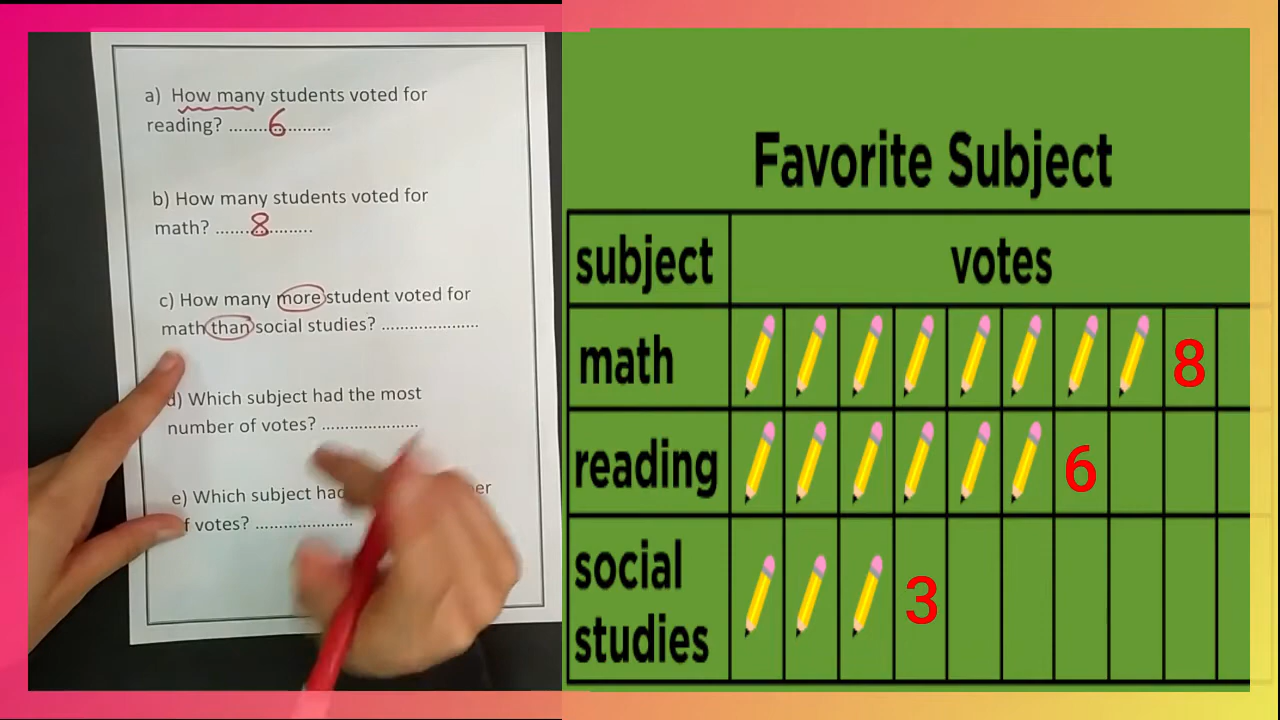 a) How many students voted for
reading? ........6..........
b) How many students voted for
math? .......8.........
c) How many more student voted for
math than social studies? .....................
d) Which subject had the most
number of votes? .....................
e) Which subject had
of votes? .....................
Favorite Subject
subject votes
math 8
reading 6
social
studies 3